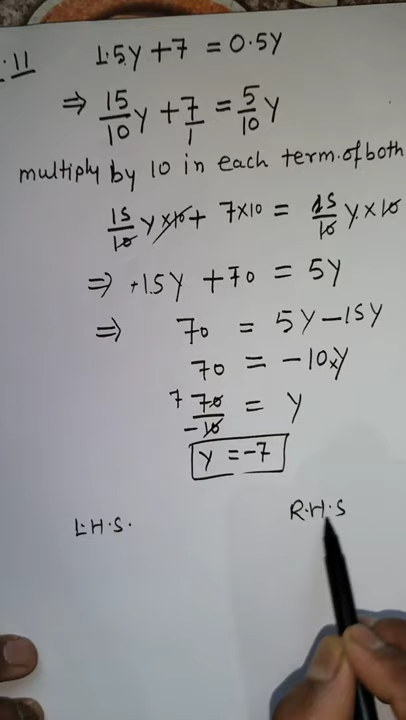 .11 1.5Y + 7 = 0.5Y
⇒ 15/10 Y + 7/1 = 5/10 Y
multiply by 10 in each term of both
15/10 Y × 10 + 7×10 = 15/10 Y × 10
⇒ +15Y + 70 = 5Y
⇒ 70 = 5Y - 15Y
70 = -10×Y
7 70/-10 = Y
Y = -7
L.H.S. R.H.S